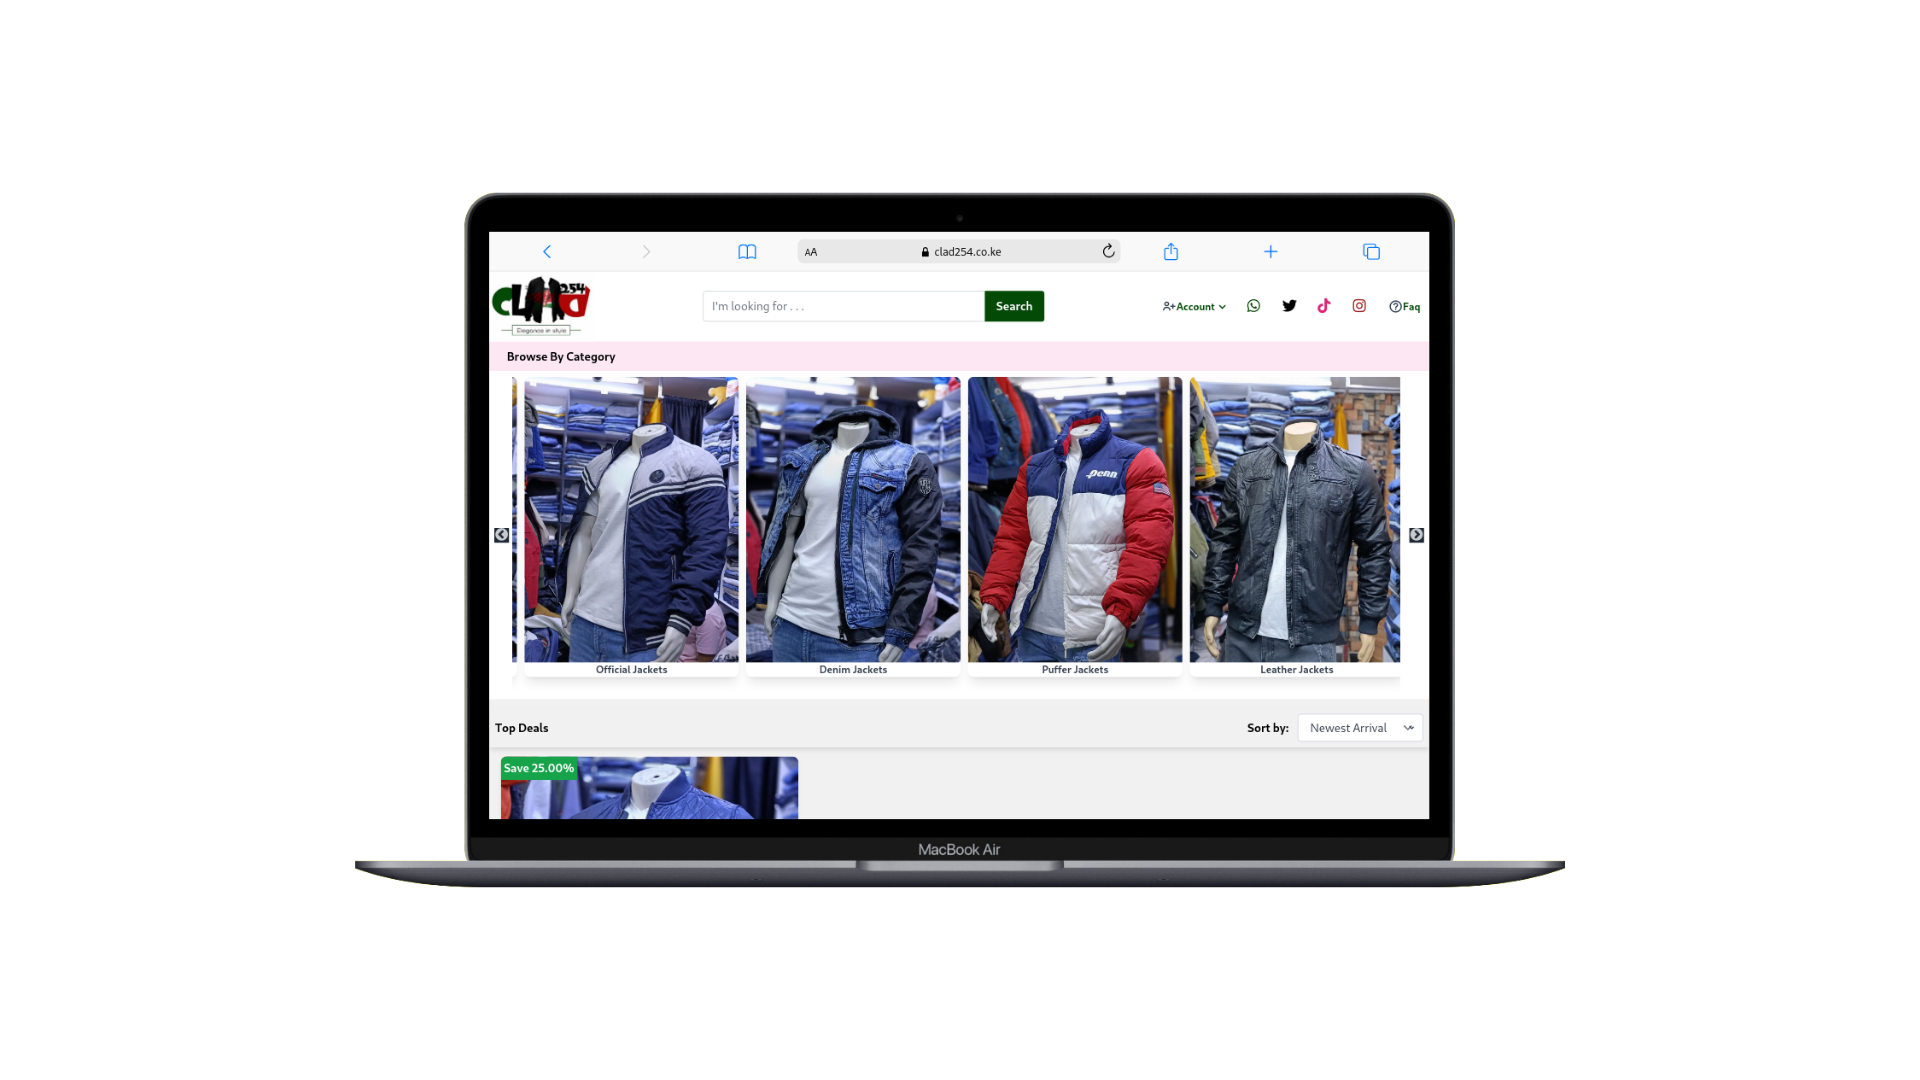 AA clad254.co.ke
CLAD 254
Elegance in style
I'm looking for . . . Search Account Faq
Browse By Category
Penn
Official Jackets Denim Jackets Puffer Jackets Leather Jackets
Top Deals Sort by: Newest Arrival
Save 25.00%
MacBook Air